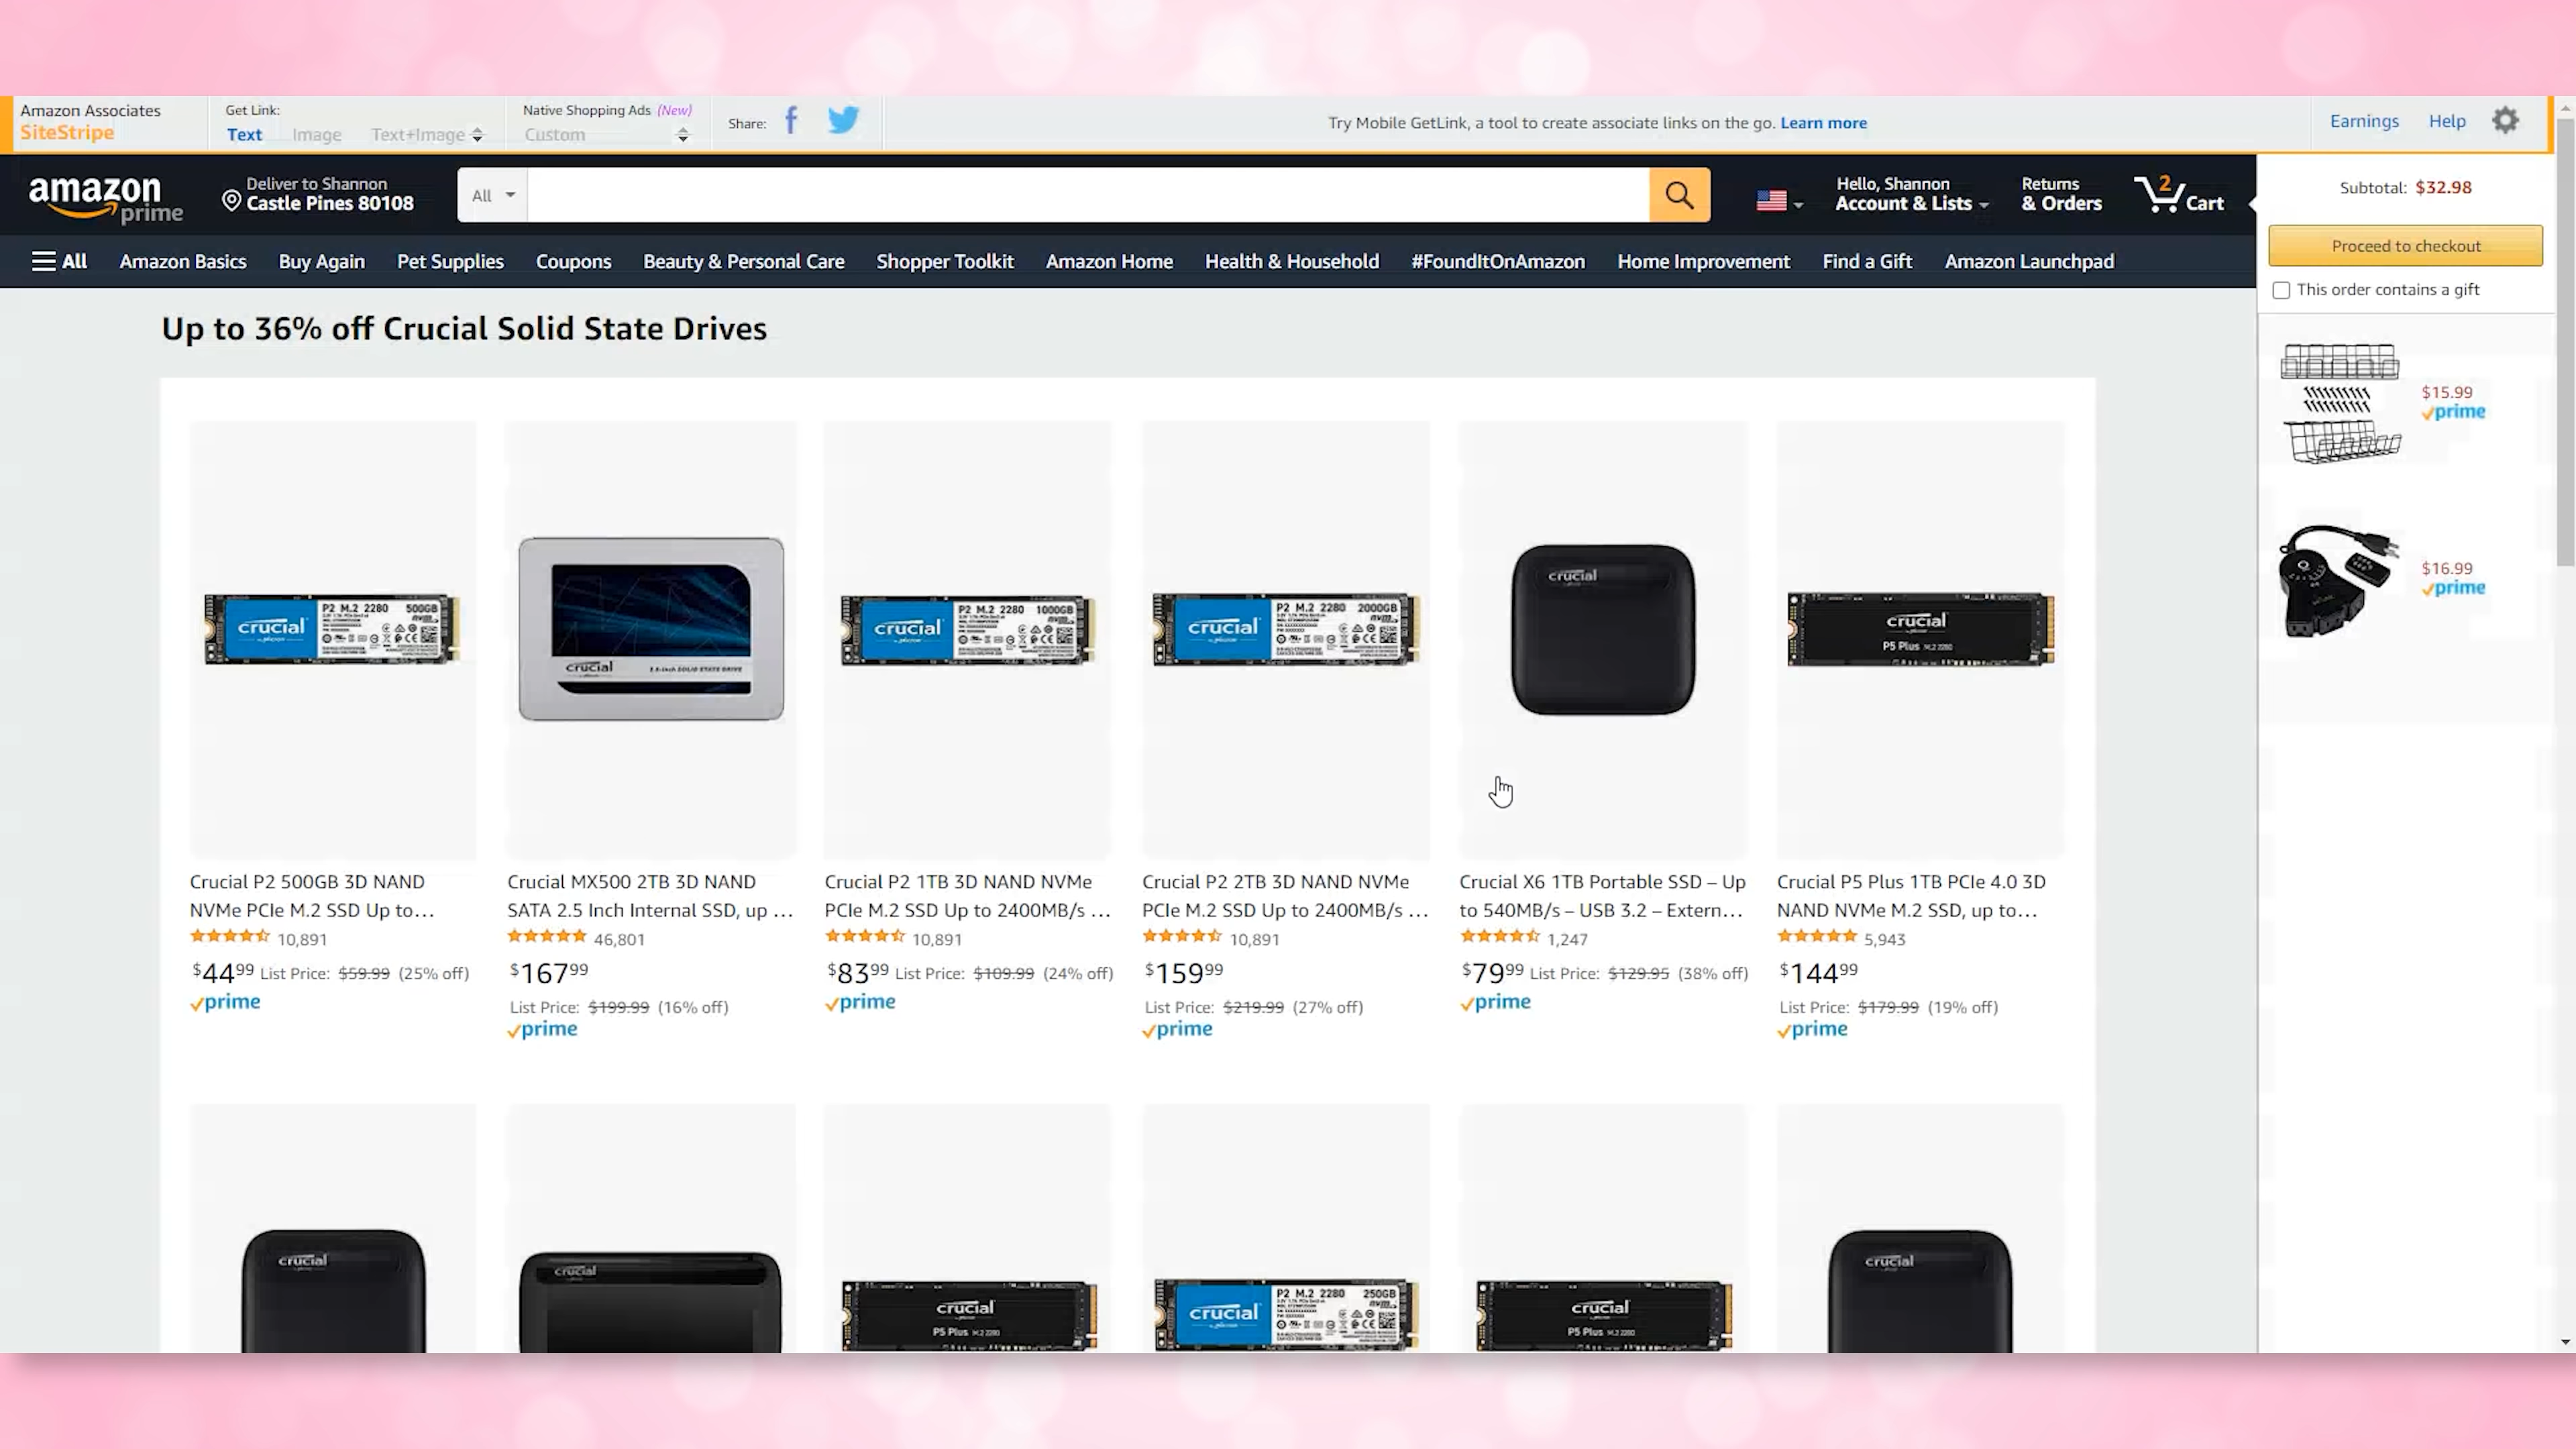 Amazon Associates
SiteStripe
Get Link:
Text Image Text+Image
Native Shopping Ads (New)
Custom
Share:
Try Mobile GetLink, a tool to create associate links on the go. Learn more
Earnings Help
amazon
prime
Deliver to Shannon
Castle Pines 80108
All
Hello, Shannon
Account & Lists
Returns
& Orders
2
Cart
Subtotal: $32.98
Proceed to checkout
This order contains a gift
$15.99
prime
$16.99
prime
All Amazon Basics Buy Again Pet Supplies Coupons Beauty & Personal Care Shopper Toolkit Amazon Home Health & Household #FoundItOnAmazon Home Improvement Find a Gift Amazon Launchpad
Up to 36% off Crucial Solid State Drives
crucial
P2 M.2 2280 500GB
crucial
2.5-inch SOLID STATE DRIVE
crucial
P2 M.2 2280 1000GB
crucial
P2 M.2 2280 2000GB
crucial
crucial
P5 Plus M.2 2280
Crucial P2 500GB 3D NAND
NVMe PCIe M.2 SSD Up to...
10,891
$44.99 List Price: $59.99 (25% off)
prime
Crucial MX500 2TB 3D NAND
SATA 2.5 Inch Internal SSD, up ...
46,801
$167.99
List Price: $199.99 (16% off)
prime
Crucial P2 1TB 3D NAND NVMe
PCIe M.2 SSD Up to 2400MB/s ...
10,891
$83.99 List Price: $109.99 (24% off)
prime
Crucial P2 2TB 3D NAND NVMe
PCIe M.2 SSD Up to 2400MB/s ...
10,891
$159.99
List Price: $219.99 (27% off)
prime
Crucial X6 1TB Portable SSD – Up
to 540MB/s – USB 3.2 – Extern...
1,247
$79.99 List Price: $129.95 (38% off)
prime
Crucial P5 Plus 1TB PCIe 4.0 3D
NAND NVMe M.2 SSD, up to...
5,943
$144.99
List Price: $179.99 (19% off)
prime
crucial
crucial
crucial
P5 Plus M.2 2280
crucial
P2 M.2 2280 250GB
crucial
P5 Plus M.2 2280
crucial